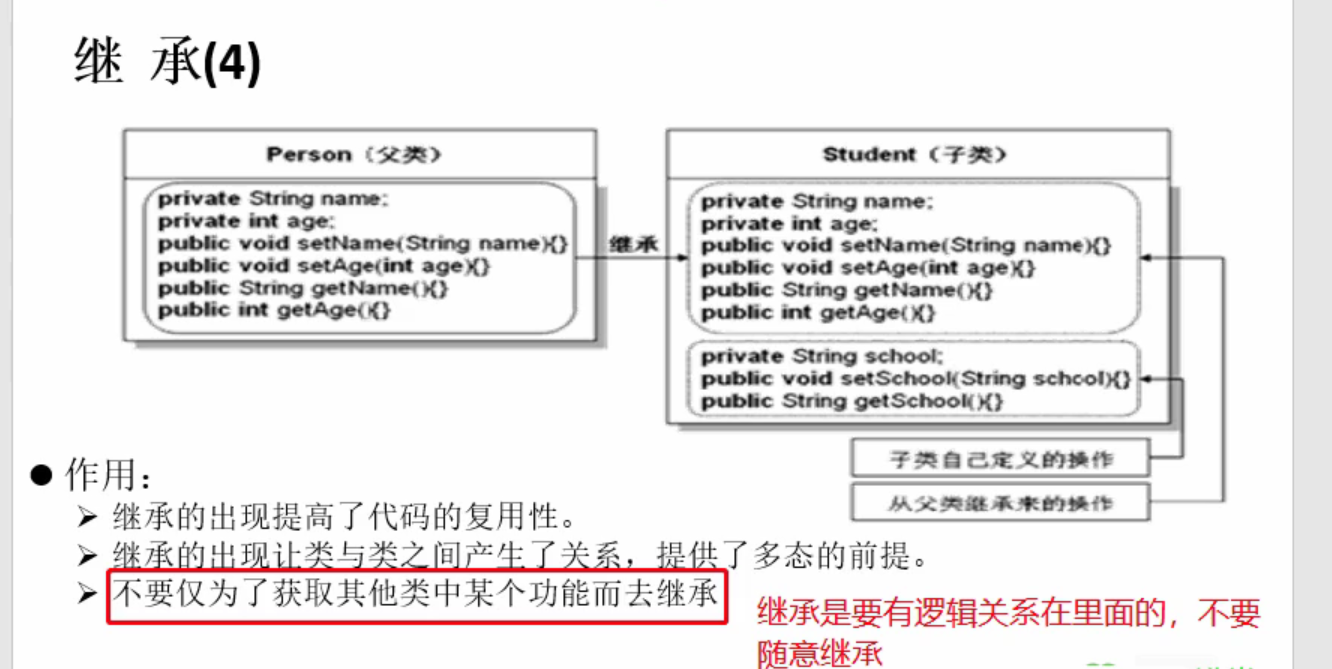 继 承(4)
Person（父类）
private String name;
private int age;
public void setName(String name){}
public void setAge(int age){}
public String getName(){}
public int getAge(){}
继承
Student（子类）
private String name;
private int age;
public void setName(String name){}
public void setAge(int age){}
public String getName(){}
public int getAge(){}
private String school;
public void setSchool(String school){}
public String getSchool(){}
子类自己定义的操作
从父类继承来的操作
● 作用：
➢ 继承的出现提高了代码的复用性。
➢ 继承的出现让类与类之间产生了关系，提供了多态的前提。
➢ 不要仅为了获取其他类中某个功能而去继承
继承是要有逻辑关系在里面的，不要
随意继承